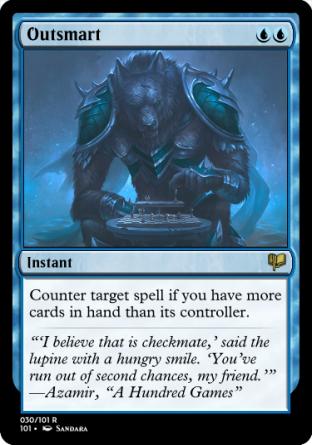 Outsmart
Instant
Counter target spell if you have more
cards in hand than its controller.
“‘I believe that is checkmate,’ said the
lupine with a hungry smile. ‘You’ve
run out of second chances, my friend.’”
—Azamir, “A Hundred Games”
030/101 R
101 • Sandara